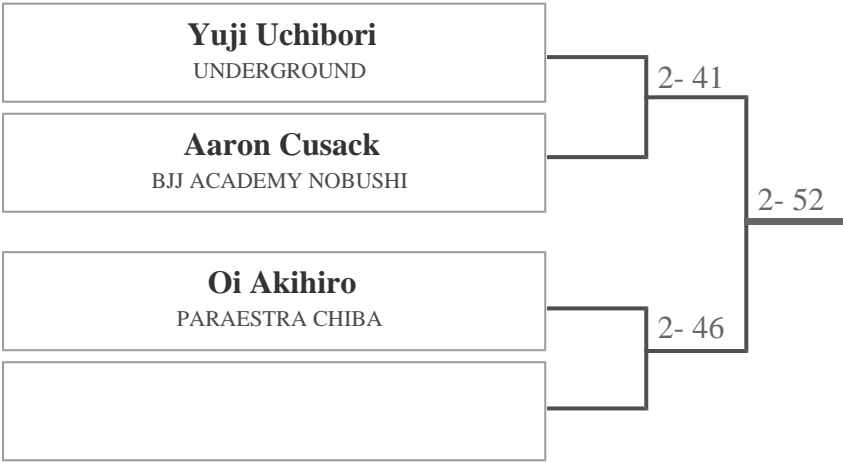 Yuji Uchibori
UNDERGROUND
2- 41
Aaron Cusack
BJJ ACADEMY NOBUSHI
2- 52
Oi Akihiro
PARAESTRA CHIBA
2- 46